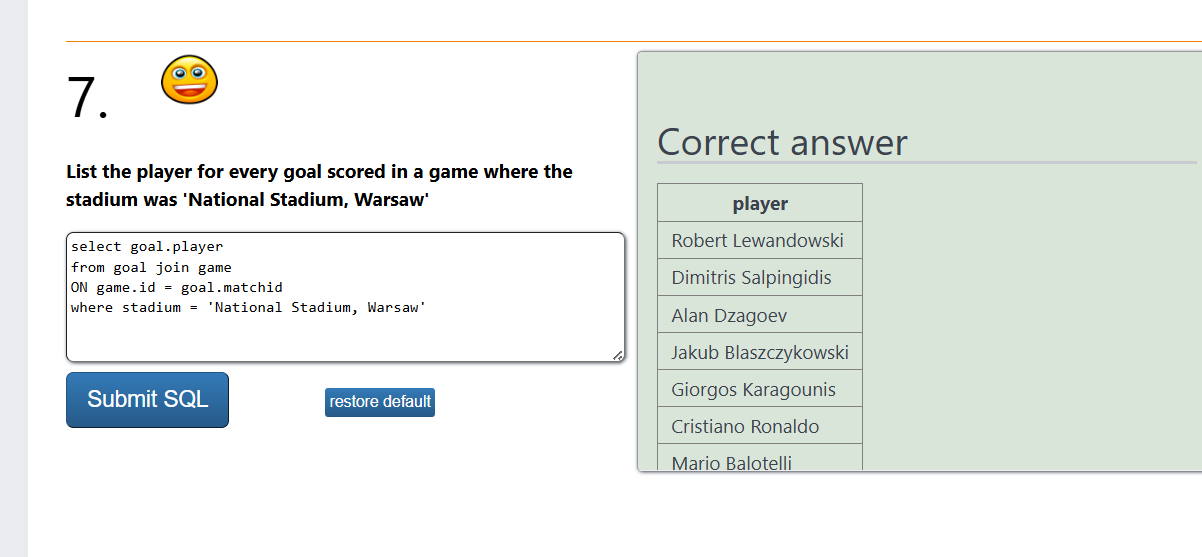 7.
List the player for every goal scored in a game where the
stadium was 'National Stadium, Warsaw'
select goal.player
from goal join game
ON game.id = goal.matchid
where stadium = 'National Stadium, Warsaw'
Submit SQL
restore default
Correct answer
player
Robert Lewandowski
Dimitris Salpingidis
Alan Dzagoev
Jakub Blaszczykowski
Giorgos Karagounis
Cristiano Ronaldo
Mario Balotelli